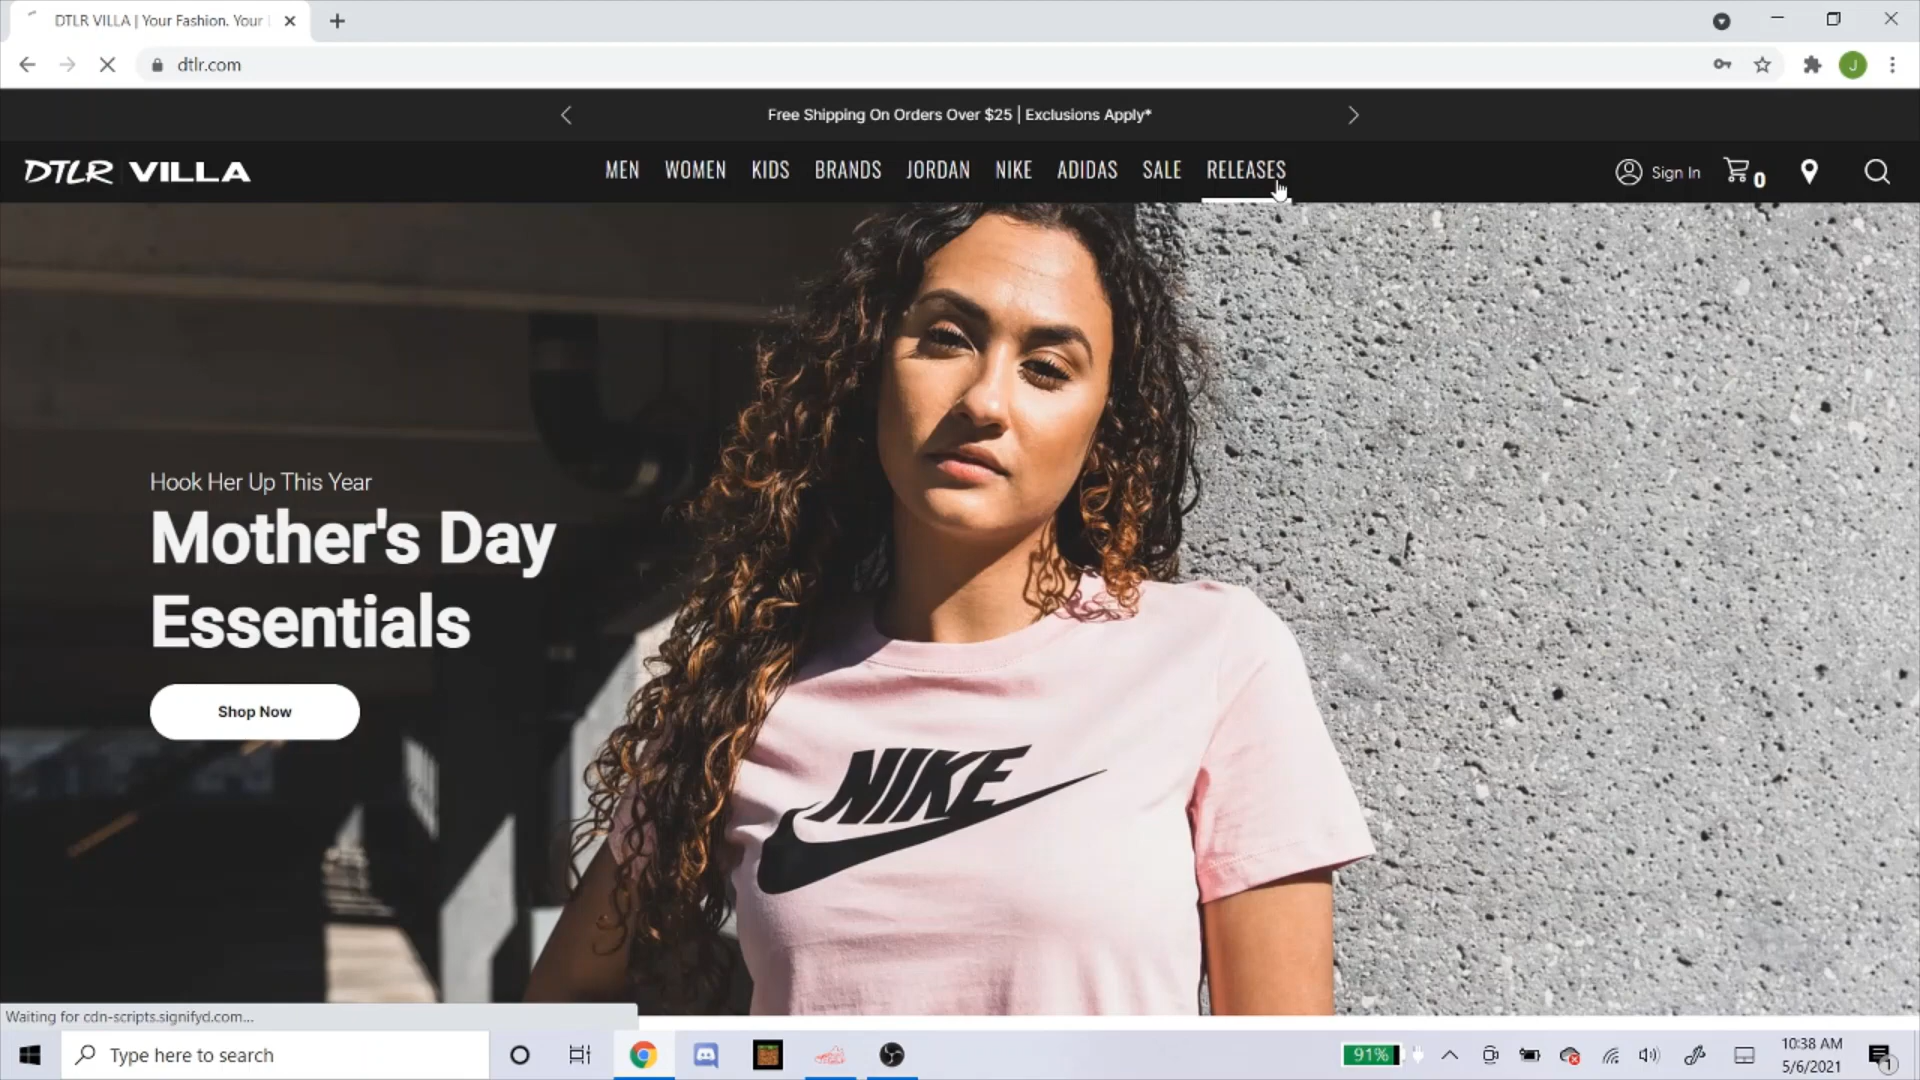 DTLR VILLA | Your Fashion. Your
dtlr.com
J
Free Shipping On Orders Over $25 | Exclusions Apply*
DTLR VILLA
MEN WOMEN KIDS BRANDS JORDAN NIKE ADIDAS SALE RELEASES
Sign In
0
Hook Her Up This Year
Mother's Day
Essentials
Shop Now
NIKE
Waiting for cdn-scripts.signifyd.com...
Type here to search
91%
10:38 AM
5/6/2021
1